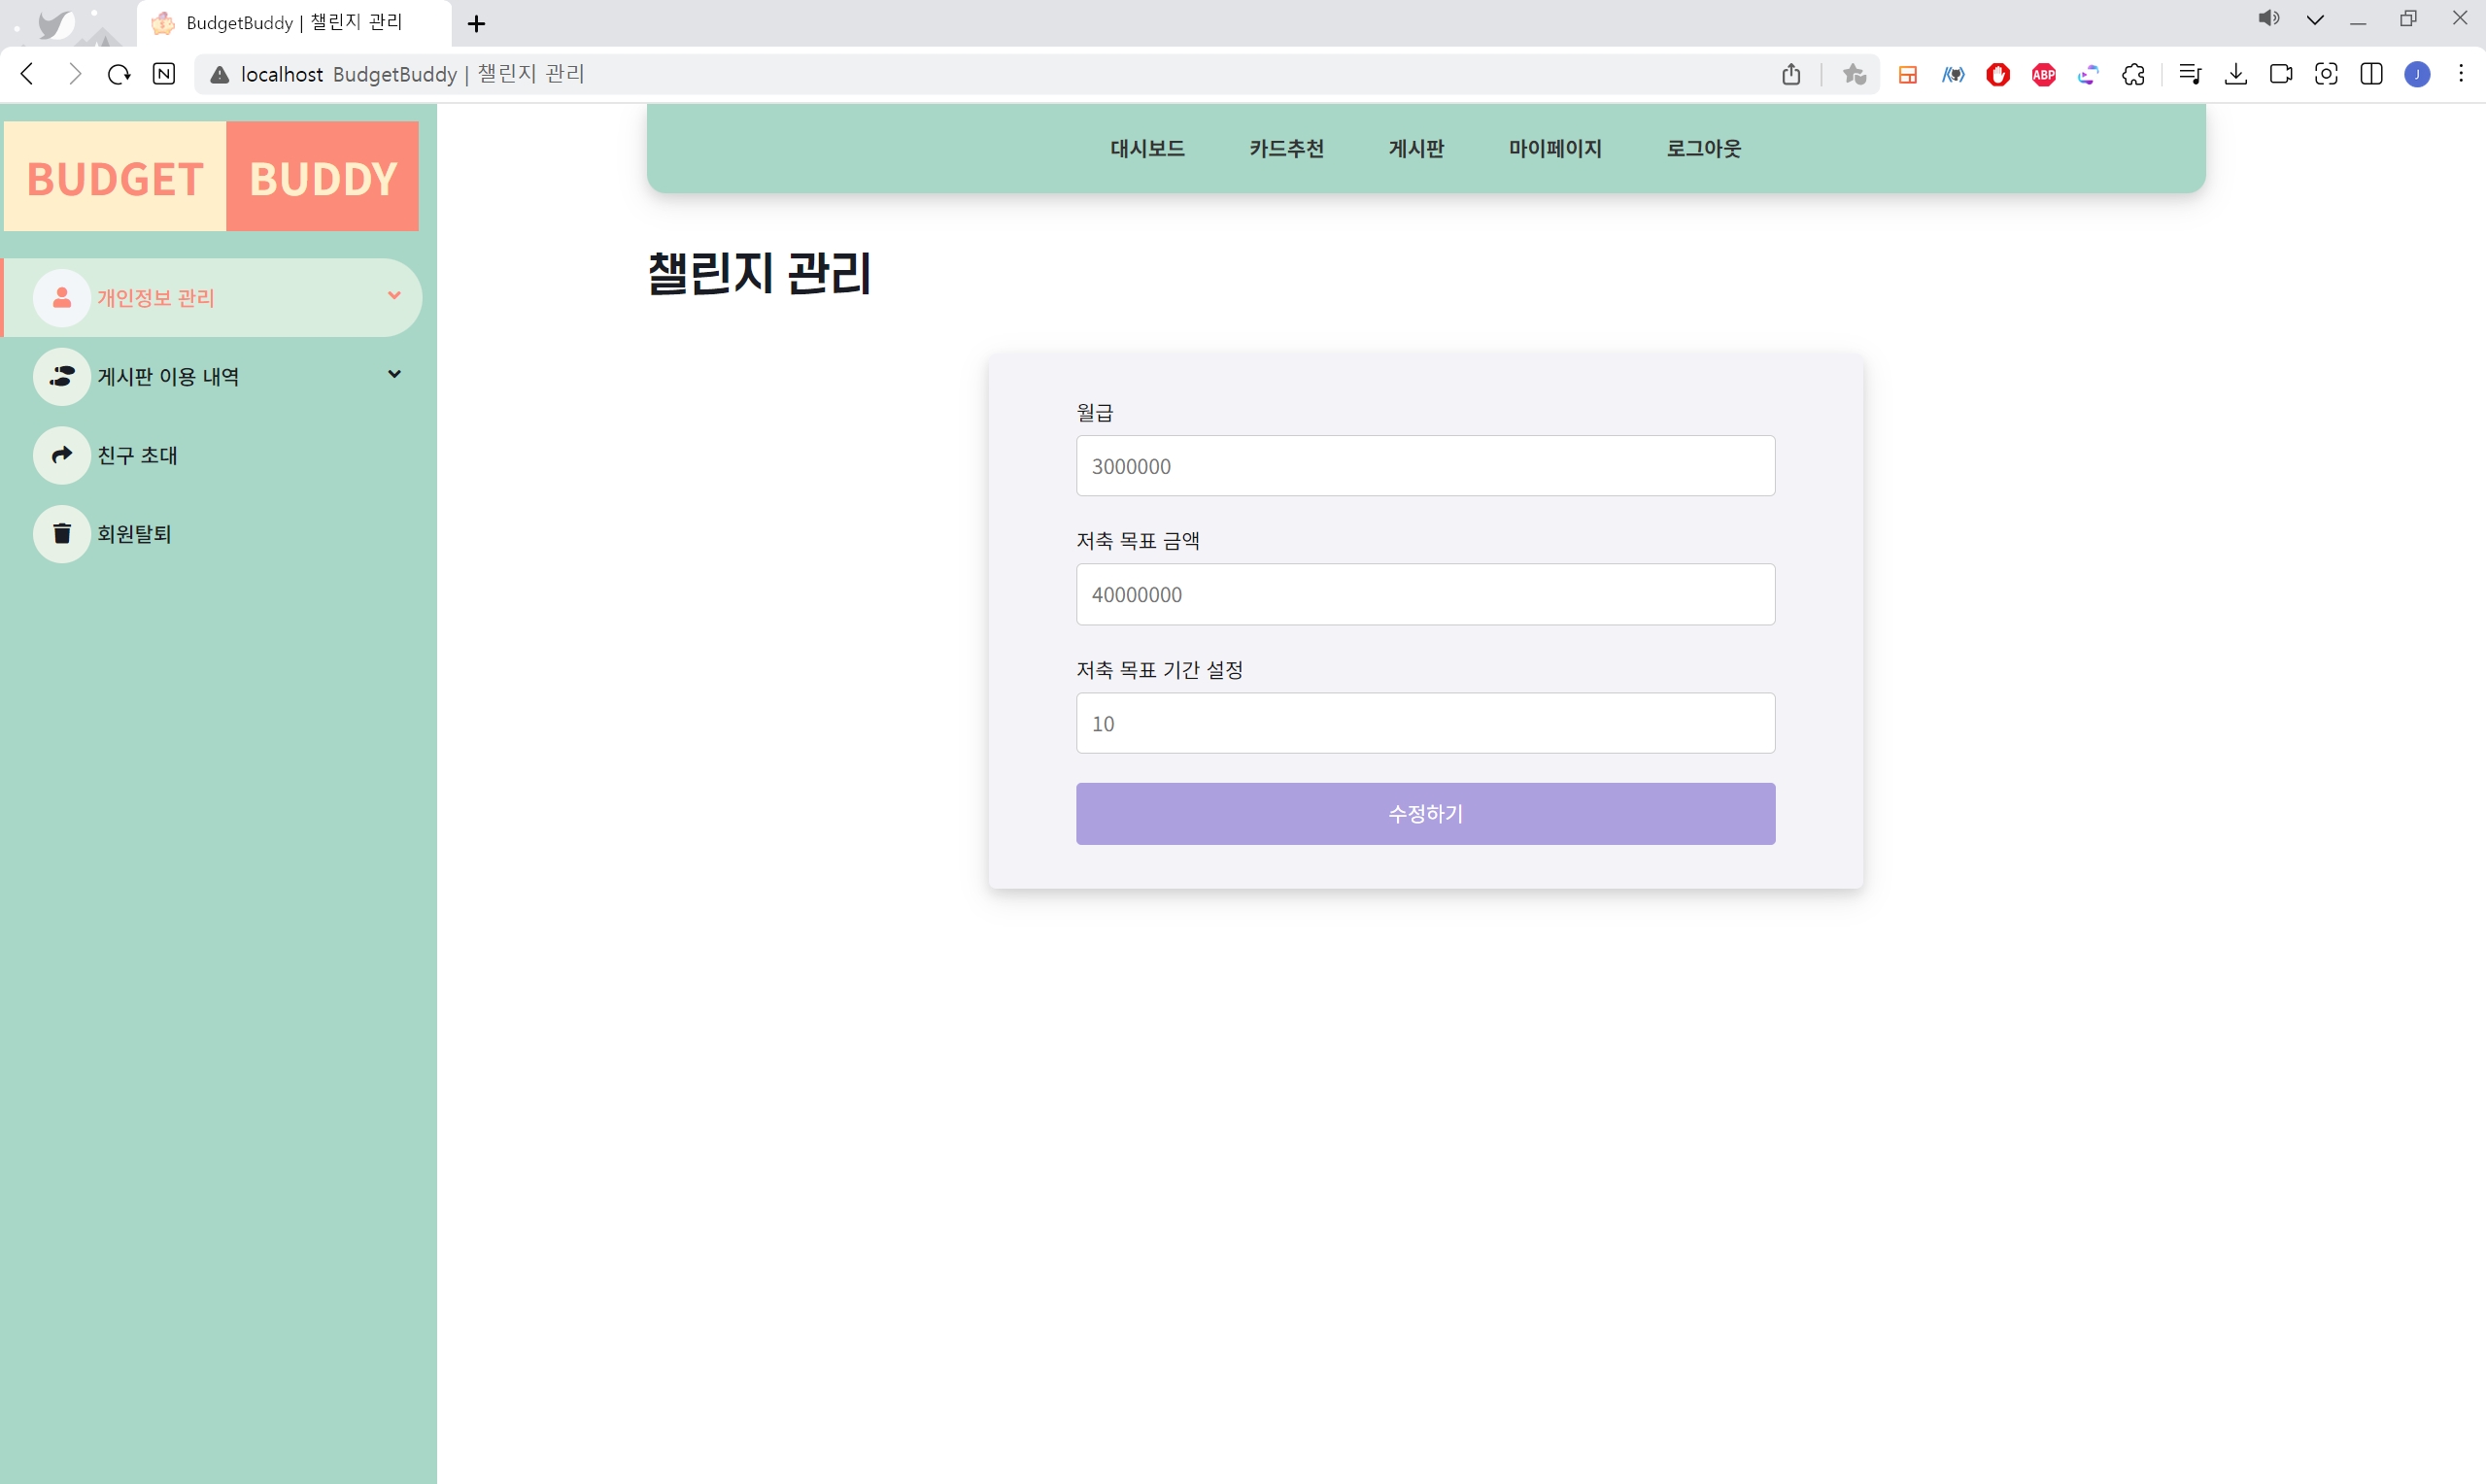 BudgetBuddy | 챌린지 관리
localhost BudgetBuddy | 챌린지 관리
ABP
J
BUDGET BUDDY
대시보드 카드추천 게시판 마이페이지 로그아웃
개인정보 관리
게시판 이용 내역
친구 초대
회원탈퇴
챌린지 관리
월급
3000000
저축 목표 금액
40000000
저축 목표 기간 설정
10
수정하기